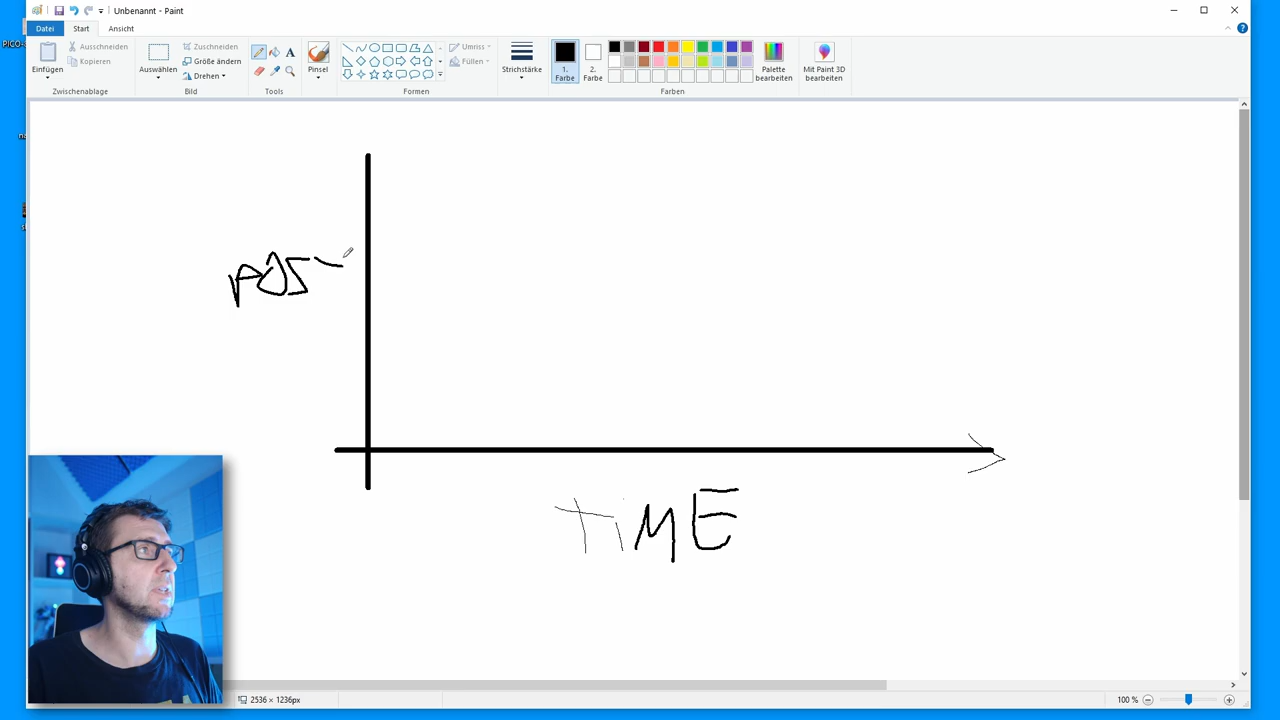 Unbenannt - Paint
Datei Start Ansicht
Einfügen
Ausschneiden
Kopieren
Zwischenablage
Auswählen
Zuschneiden
Größe ändern
Drehen
Bild
A
Tools
Pinsel
Formen
Umriss
Füllen
Strichstärke
1. Farbe
2. Farbe
Farben
Palette bearbeiten
Mit Paint 3D bearbeiten
PICO-
pos
TiME
2536 × 1236px
100 %